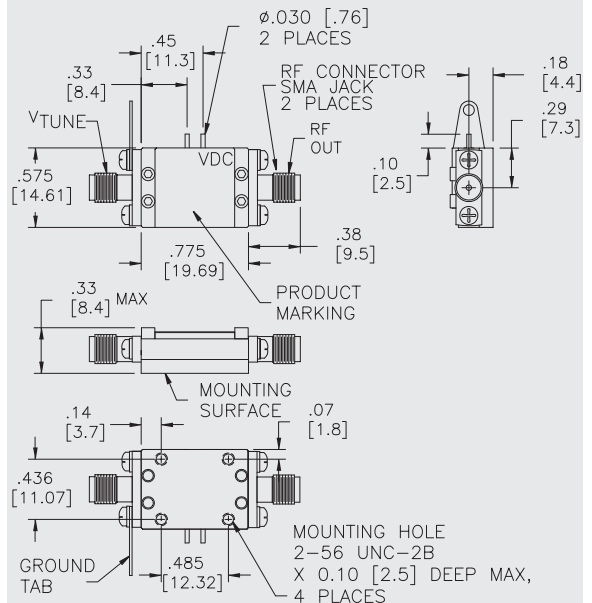 ø.030 [.76]
2 PLACES
.45
[11.3]
.33
[8.4]
RF CONNECTOR
SMA JACK
2 PLACES
.18
[4.4]
.29
[7.3]
VTUNE
VDC
RF
OUT
.10
[2.5]
.575
[14.61]
.38
[9.5]
.775
[19.69]
PRODUCT
MARKING
.33 MAX
[8.4]
MOUNTING
SURFACE
.14
[3.7]
.07
[1.8]
.436
[11.07]
MOUNTING HOLE
2-56 UNC-2B
X 0.10 [2.5] DEEP MAX,
4 PLACES
GROUND
TAB
.485
[12.32]